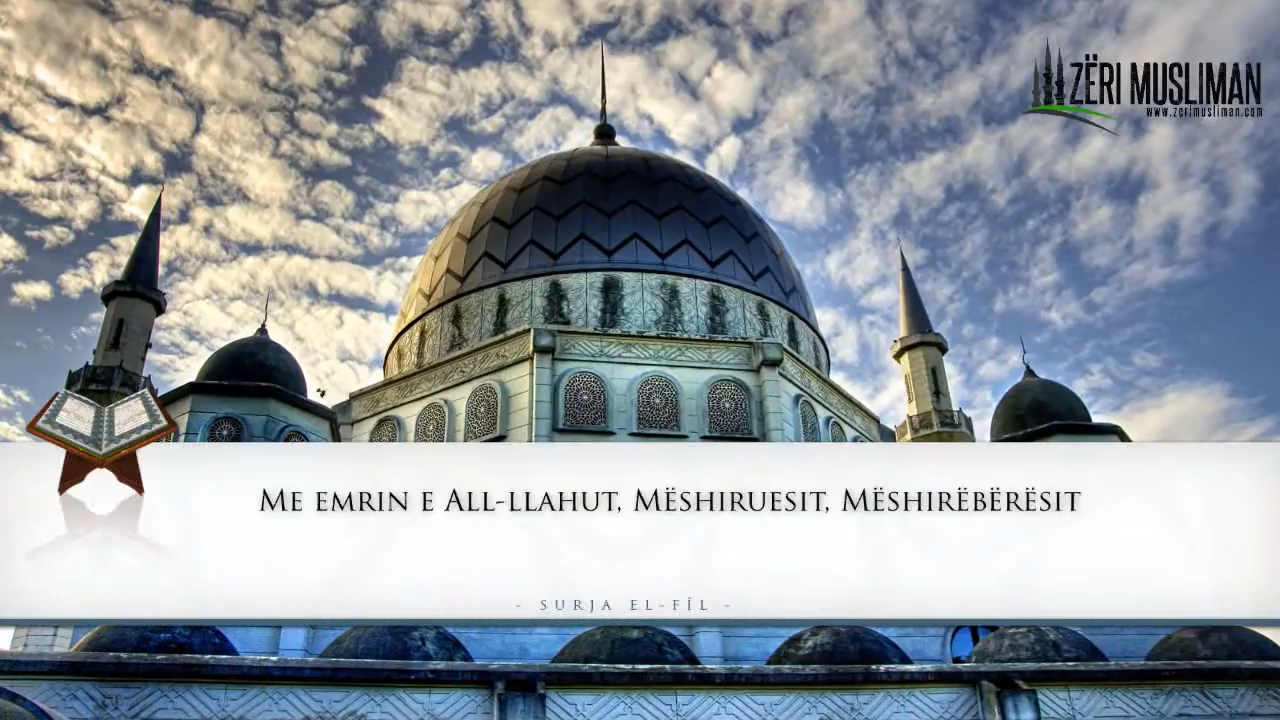 ZËRI MUSLIMAN
www.zerimusliman.com
Me emrin e All-llahut, Mëshiruesit, Mëshirëbërësit
- SURJA EL-FÎL -